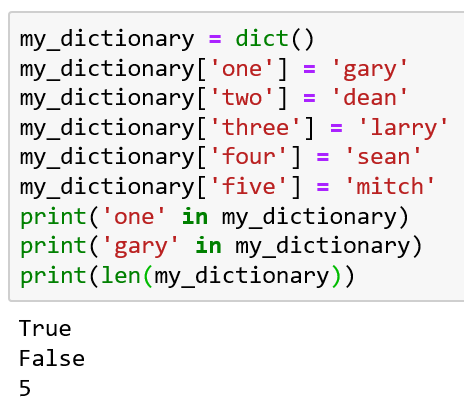 my_dictionary = dict()
my_dictionary['one'] = 'gary'
my_dictionary['two'] = 'dean'
my_dictionary['three'] = 'larry'
my_dictionary['four'] = 'sean'
my_dictionary['five'] = 'mitch'
print('one' in my_dictionary)
print('gary' in my_dictionary)
print(len(my_dictionary))
True
False
5